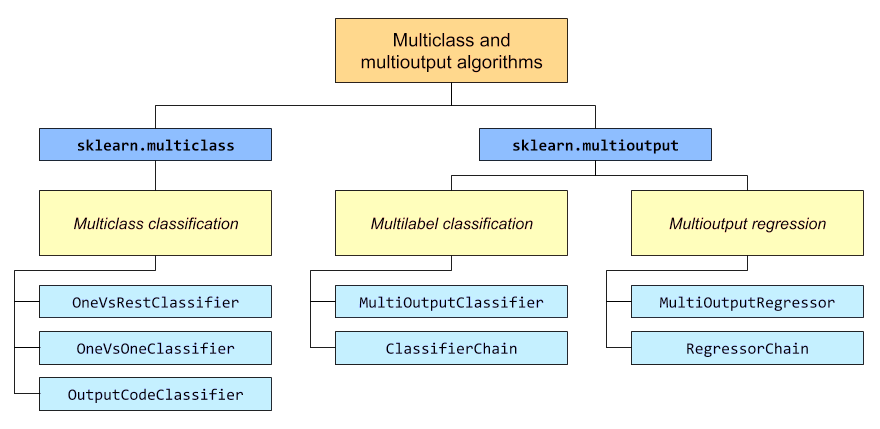 Multiclass and
multioutput algorithms
sklearn.multiclass
sklearn.multioutput
Multiclass classification
Multilabel classification
Multioutput regression
OneVsRestClassifier
MultiOutputClassifier
MultiOutputRegressor
OneVsOneClassifier
ClassifierChain
RegressorChain
OutputCodeClassifier